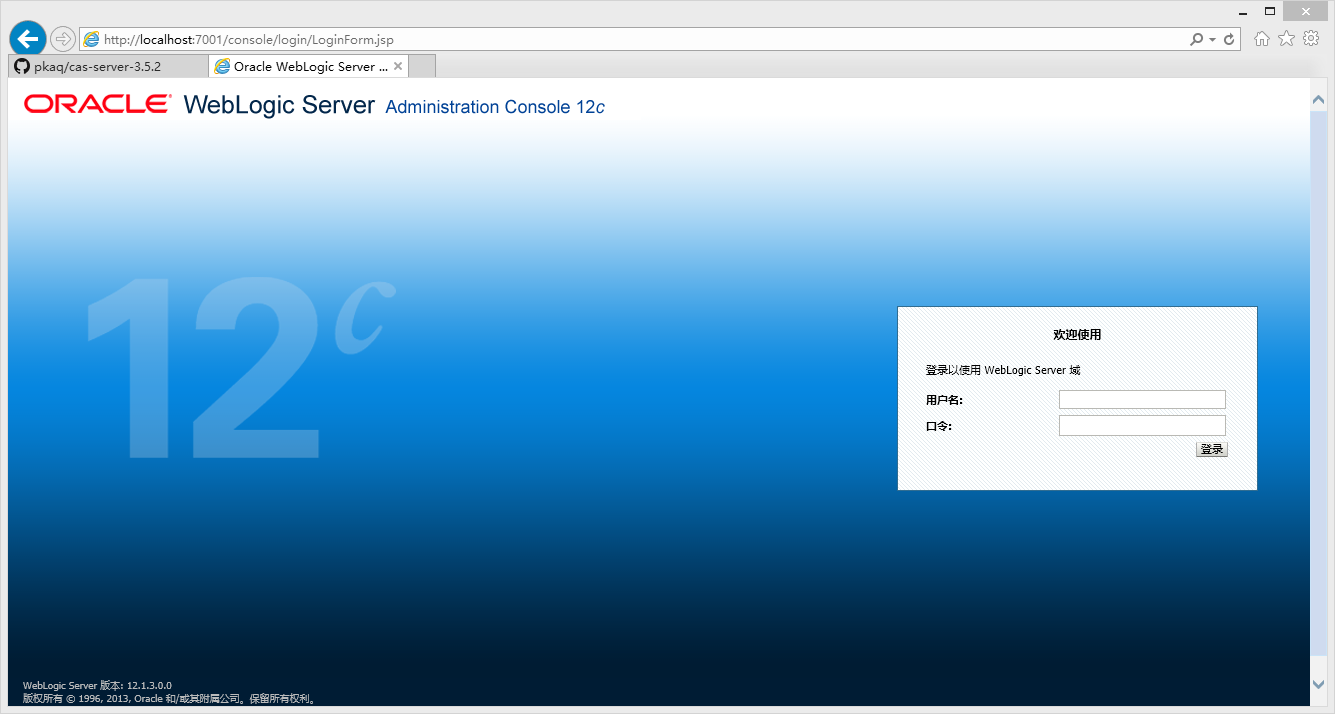 http://localhost:7001/console/login/LoginForm.jsp
pkaq/cas-server-3.5.2
Oracle WebLogic Server ...
ORACLE WebLogic Server Administration Console 12c
12c
欢迎使用
登录以使用 WebLogic Server 域
用户名:
口令:
登录
WebLogic Server 版本: 12.1.3.0.0
版权所有 © 1996, 2013, Oracle 和/或其附属公司。保留所有权利。